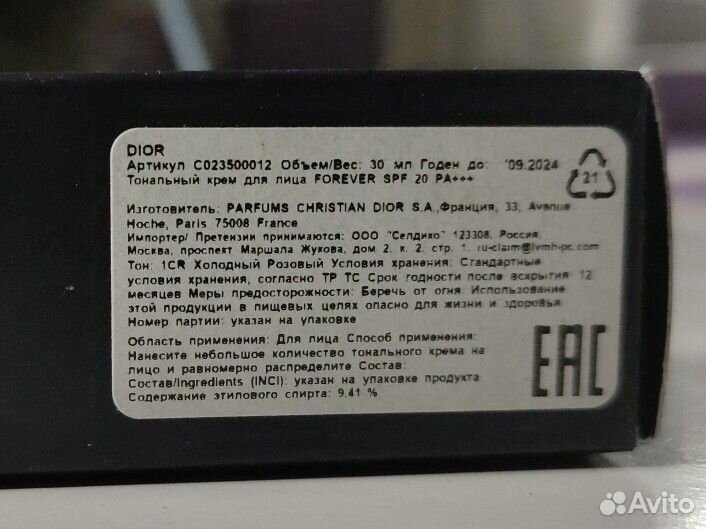 DIOR
Артикул C023500012 Объем/Вес: 30 мл Годен до: 09.2024
Тональный крем для лица FOREVER SPF 20 PA+++
21
Изготовитель: PARFUMS CHRISTIAN DIOR S.A.,Франция, 33, Avenue
Hoche, Paris 75008 France
Импортер/ Претензии принимаются: ООО "Селдико" 123308, Россия,
Москва, проспект Маршала Жукова, дом 2, к. 2, стр. 1, ru-claim@lvmh-pc.com
Тон: 1CR Холодный Розовый Условия хранения: Стандартные
условия хранения, согласно ТР ТС Срок годности после вскрытия: 12
месяцев Меры предосторожности: Беречь от огня Использование
этой продукции в пищевых целях опасно для жизни и здоровья
Номер партии: указан на упаковке
Область применения: Для лица Способ применения:
Нанесите небольшое количество тонального крема на
лицо и равномерно распределите Состав:
Состав/Ingredients (INCI): указан на упаковке продукта
Содержание этилового спирта: 9,41 %
EAC
Avito